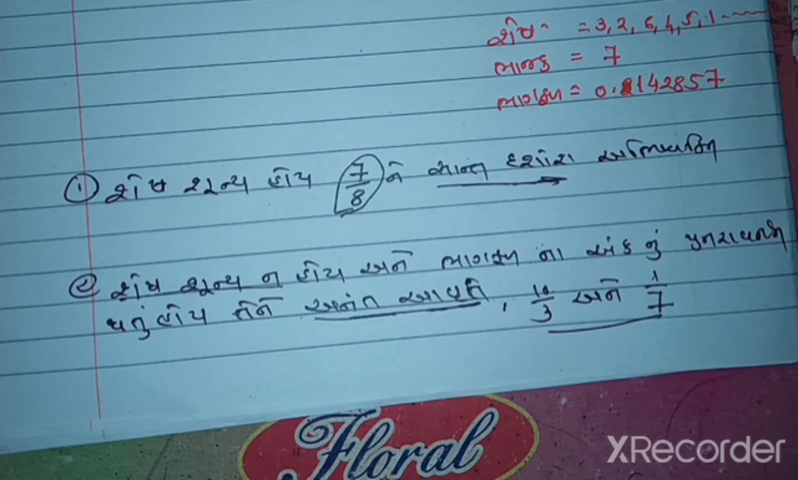 શેષ = 3, 2, 6, 4, 5, 1 ......
ભાજક = 7
ભાગફળ = 0.142857
① શેષ શૂન્ય હોય 7/8 ને સાન્ત દશાંશ અભિવ્યક્તિ
② શેષ શૂન્ય ન હોય અને ભાગફળ ના અંક નું પુનરાવર્તન
થતું હોય તેને અનંત આવૃત્ત, 10/3 અને 1/7
Floral
XRecorder